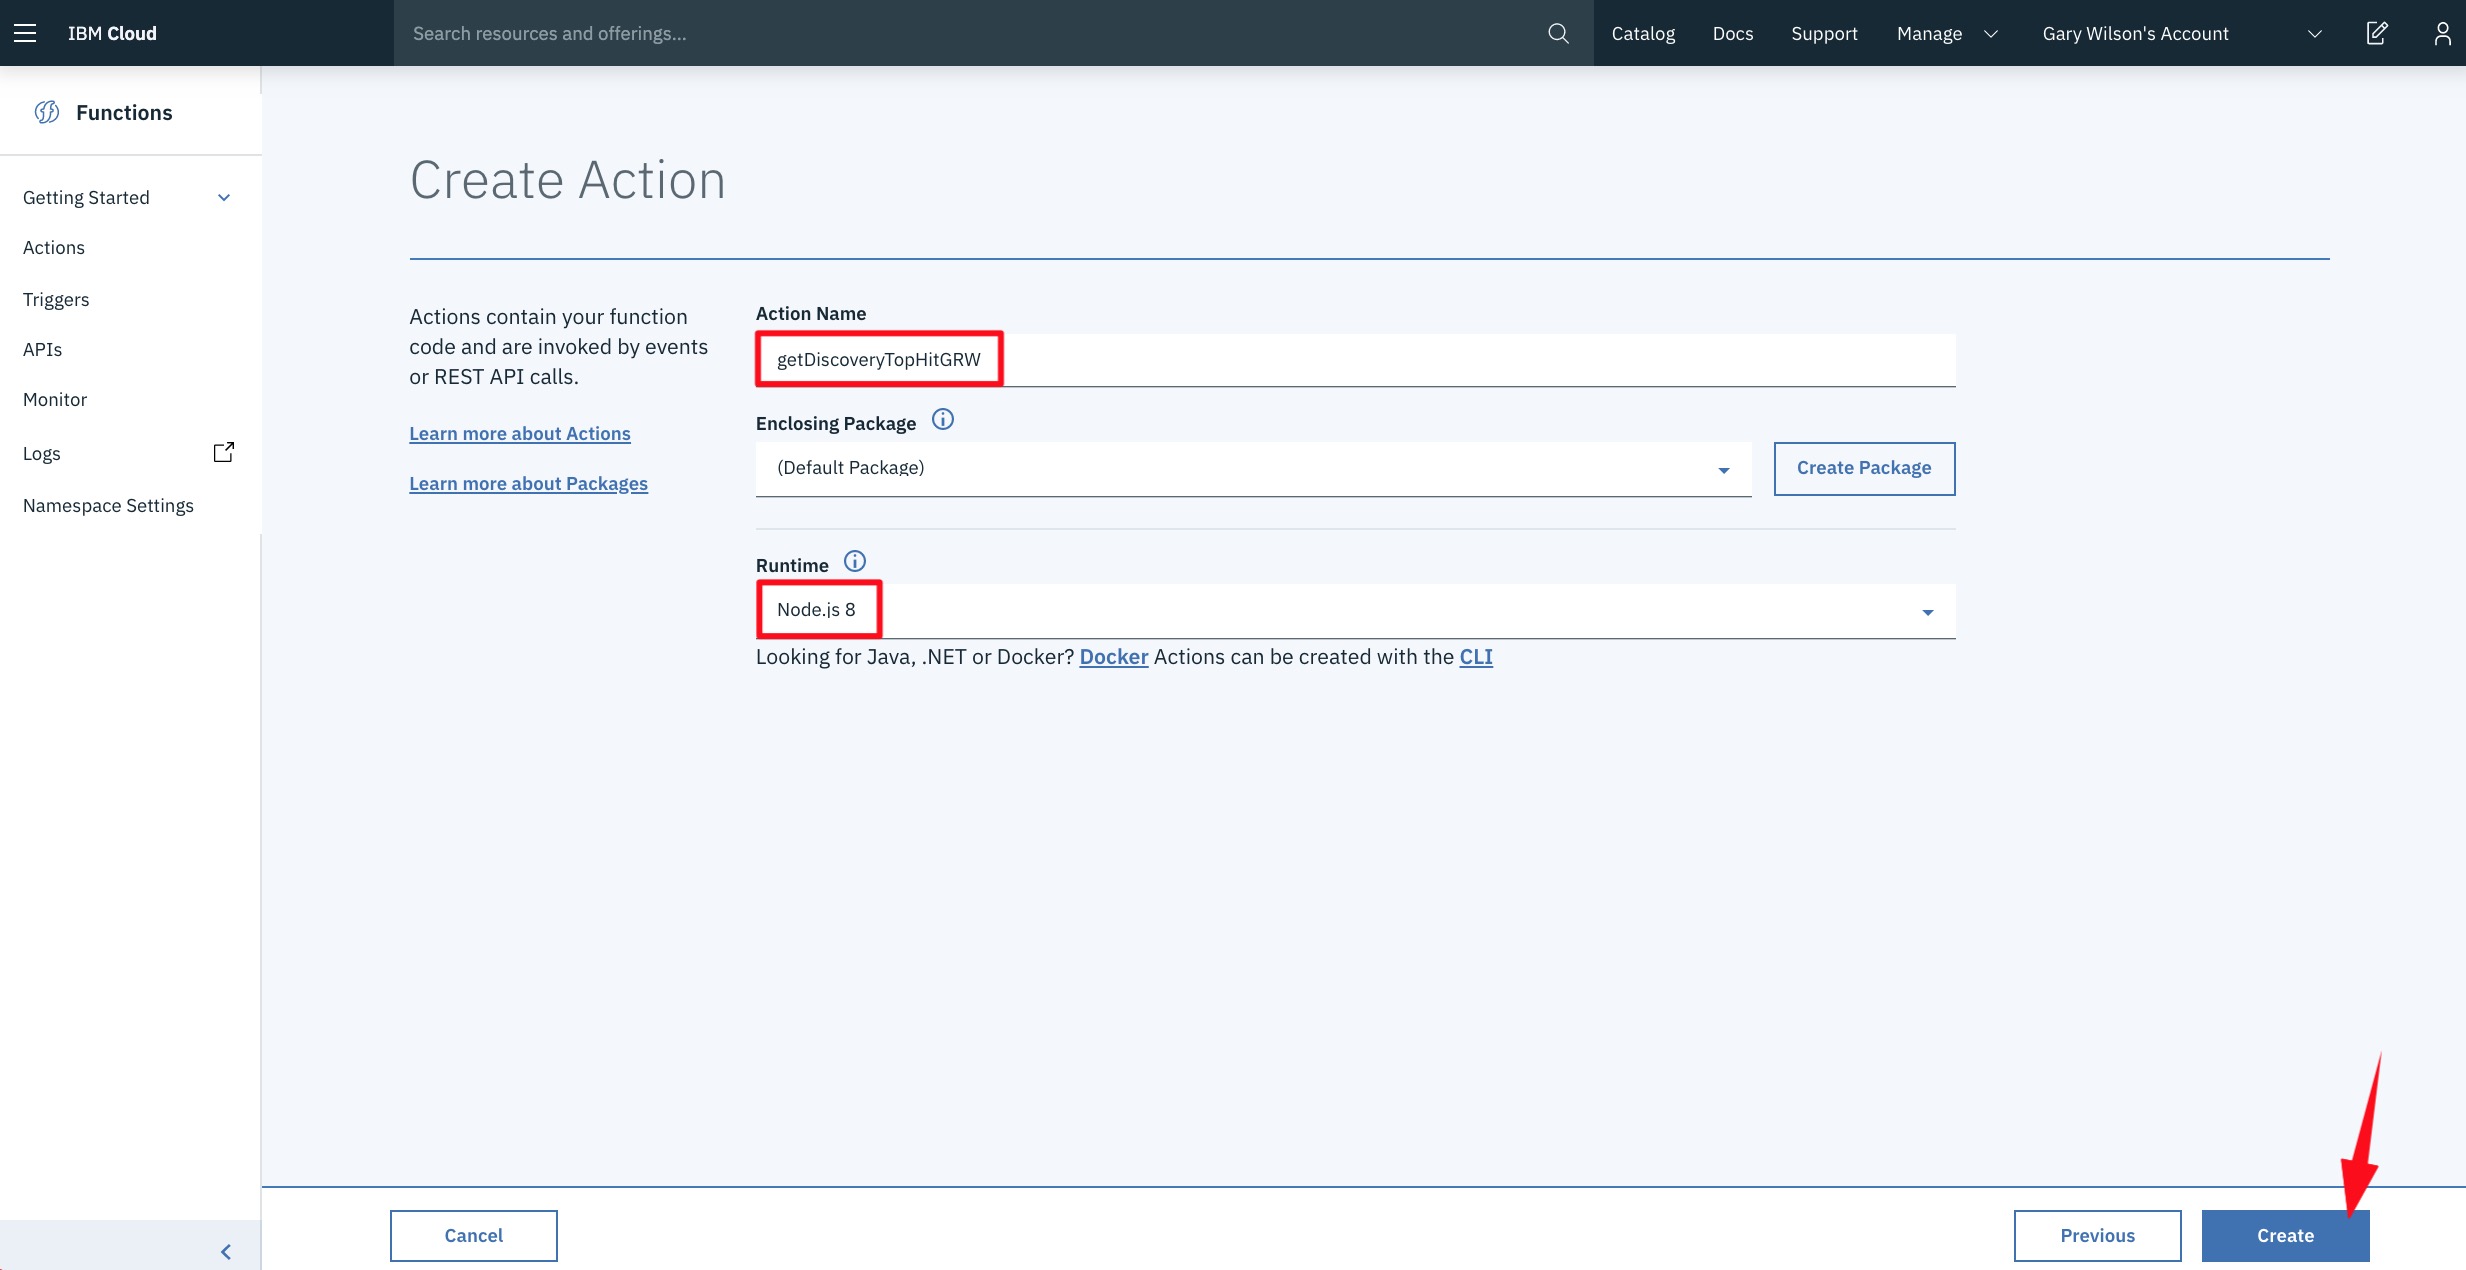 IBM Cloud
Search resources and offerings...
Catalog
Docs
Support
Manage
Gary Wilson's Account
Functions
Getting Started
Actions
Triggers
APIs
Monitor
Logs
Namespace Settings
Create Action
Actions contain your function
code and are invoked by events
or REST API calls.
Learn more about Actions
Learn more about Packages
Action Name
getDiscoveryTopHitGRW
Enclosing Package
(Default Package)
Create Package
Runtime
Node.js 8
Looking for Java, .NET or Docker? Docker Actions can be created with the CLI
Cancel
Previous
Create